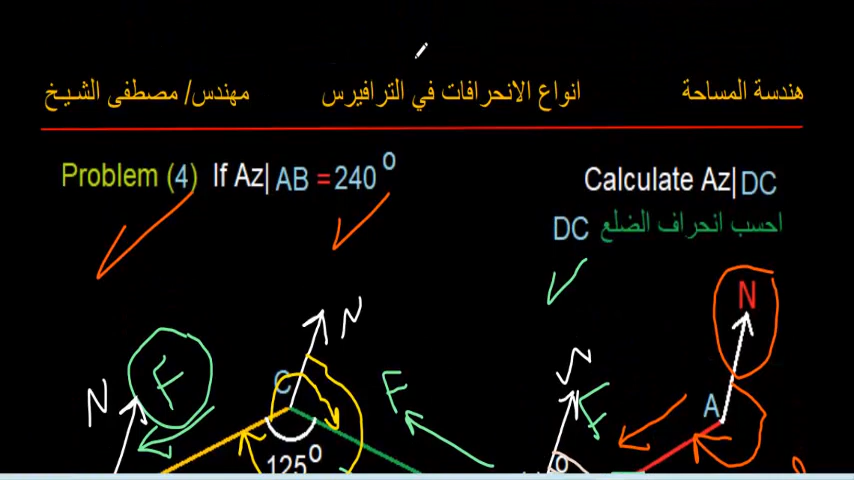 هندسة المساحة انواع الانحرافات في الترافيرس مهندس/ مصطفى الشيخ
Problem (4) If Az| AB = 240° Calculate Az| DC
احسب انحراف الضلع DC
N
N
F
N
C
F
N
F
A
125°